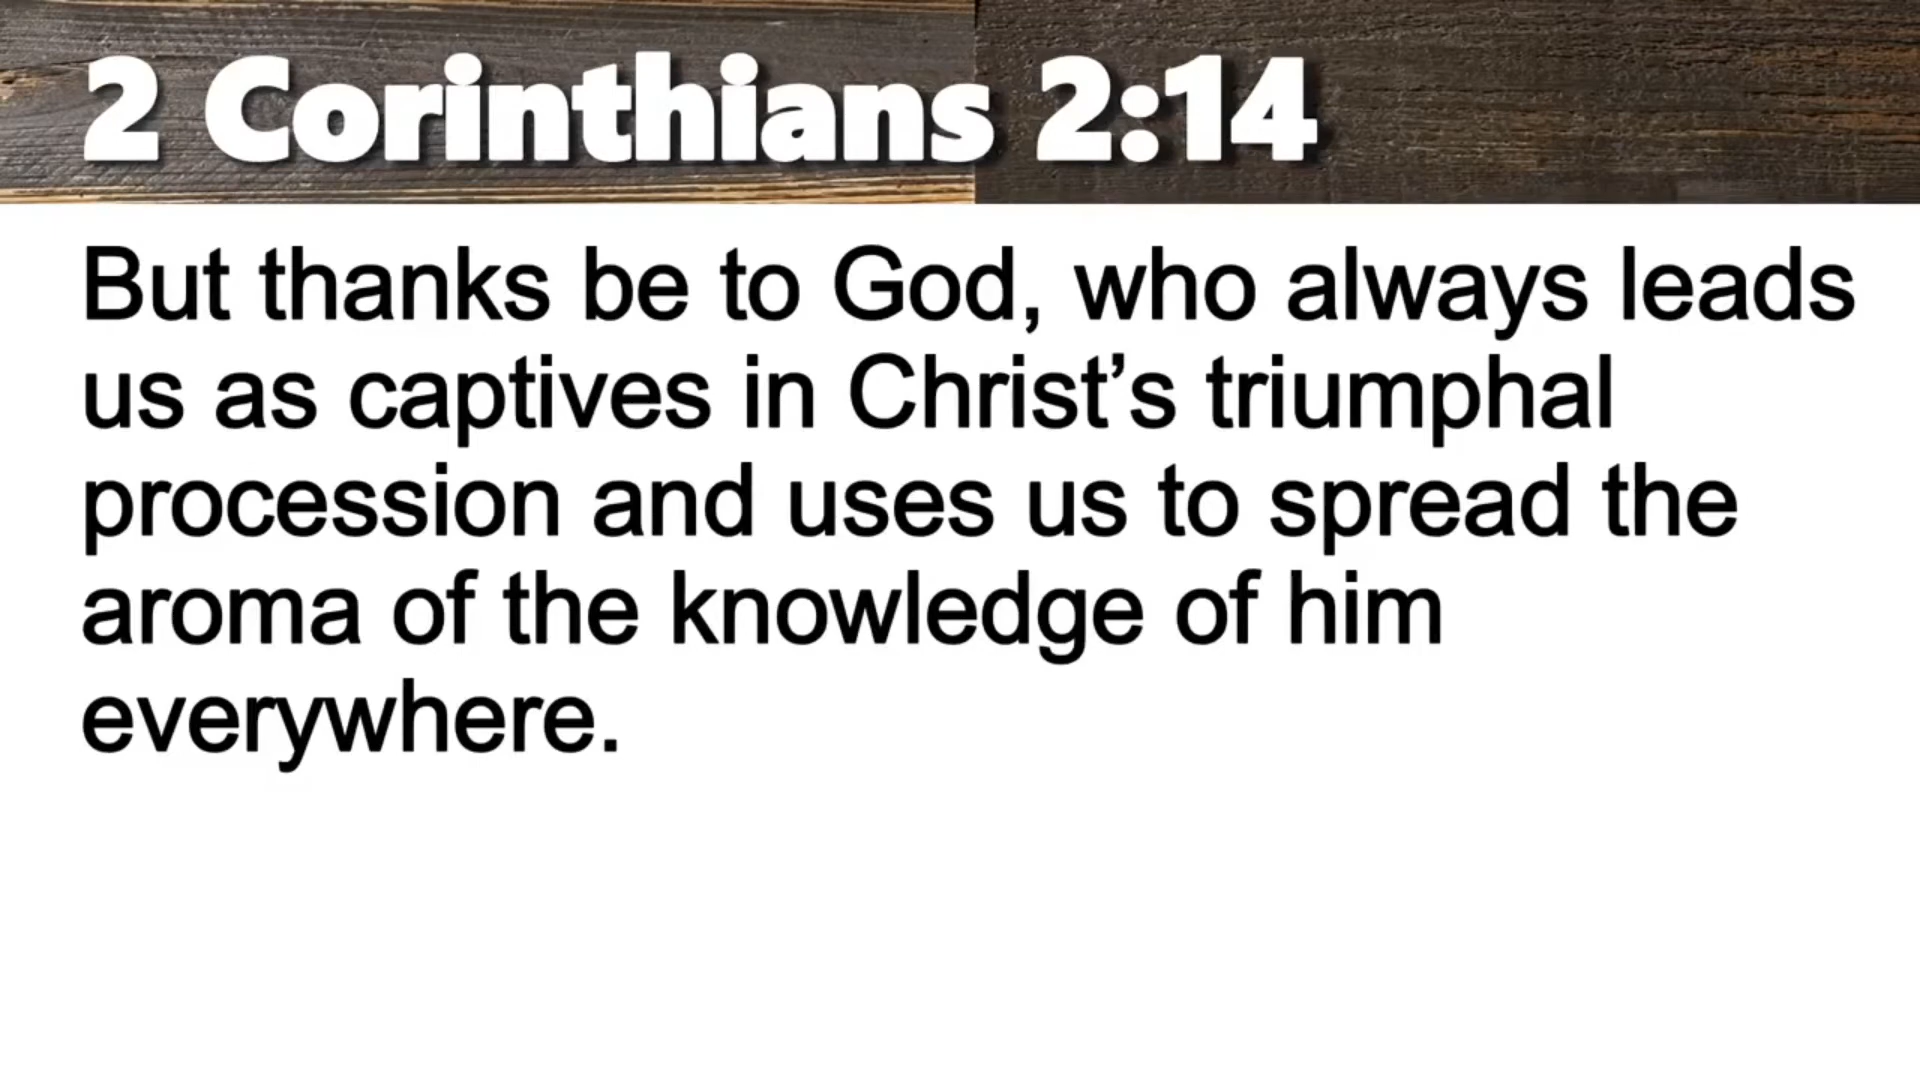 2 Corinthians 2:14
But thanks be to God, who always leads
us as captives in Christ’s triumphal
procession and uses us to spread the
aroma of the knowledge of him
everywhere.